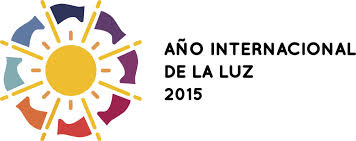 AÑO INTERNACIONAL
DE LA LUZ
2015